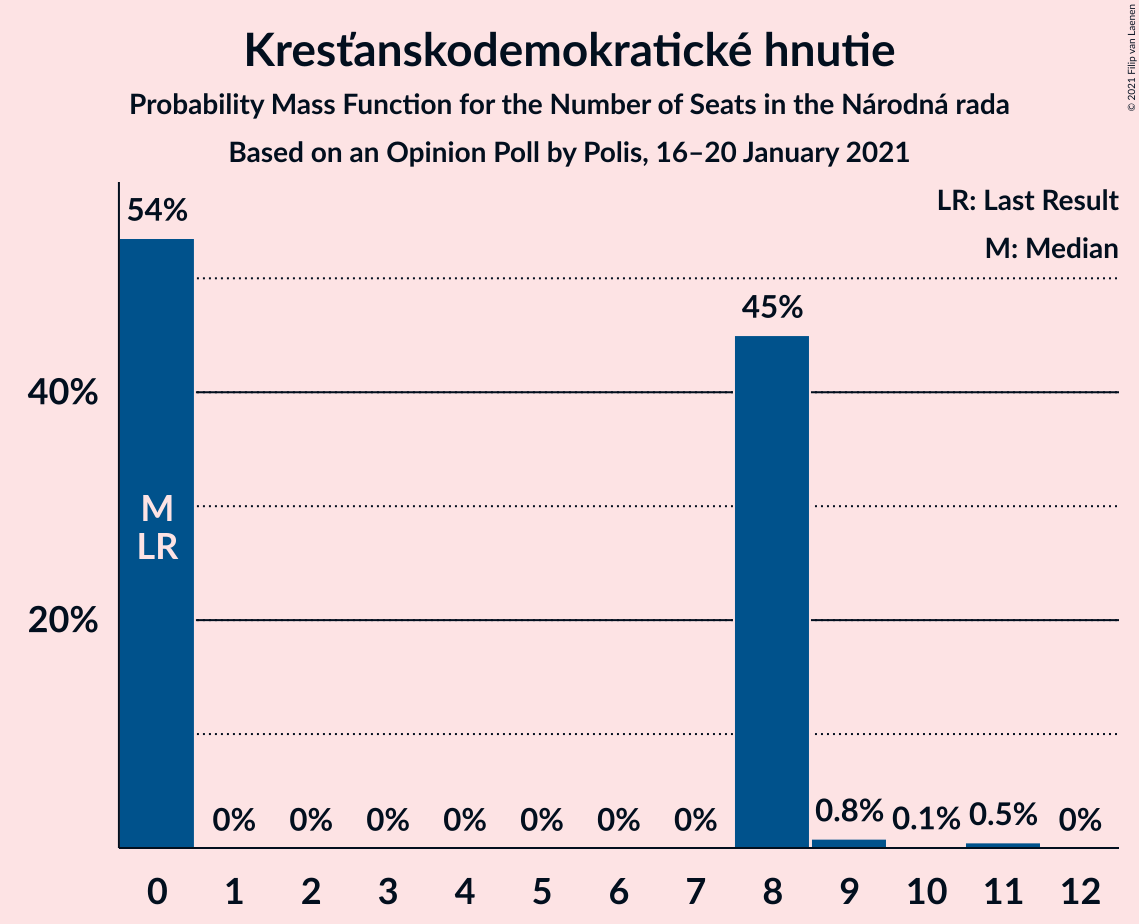 Kresťanskodemokratické hnutie
Probability Mass Function for the Number of Seats in the Národná rada
Based on an Opinion Poll by Polis, 16–20 January 2021
© 2021 Filip van Laenen
LR: Last Result
M: Median
54%
45%
40%
M
LR
20%
0% 0% 0% 0% 0% 0% 0% 0.8% 0.1% 0.5% 0%
0 1 2 3 4 5 6 7 8 9 10 11 12